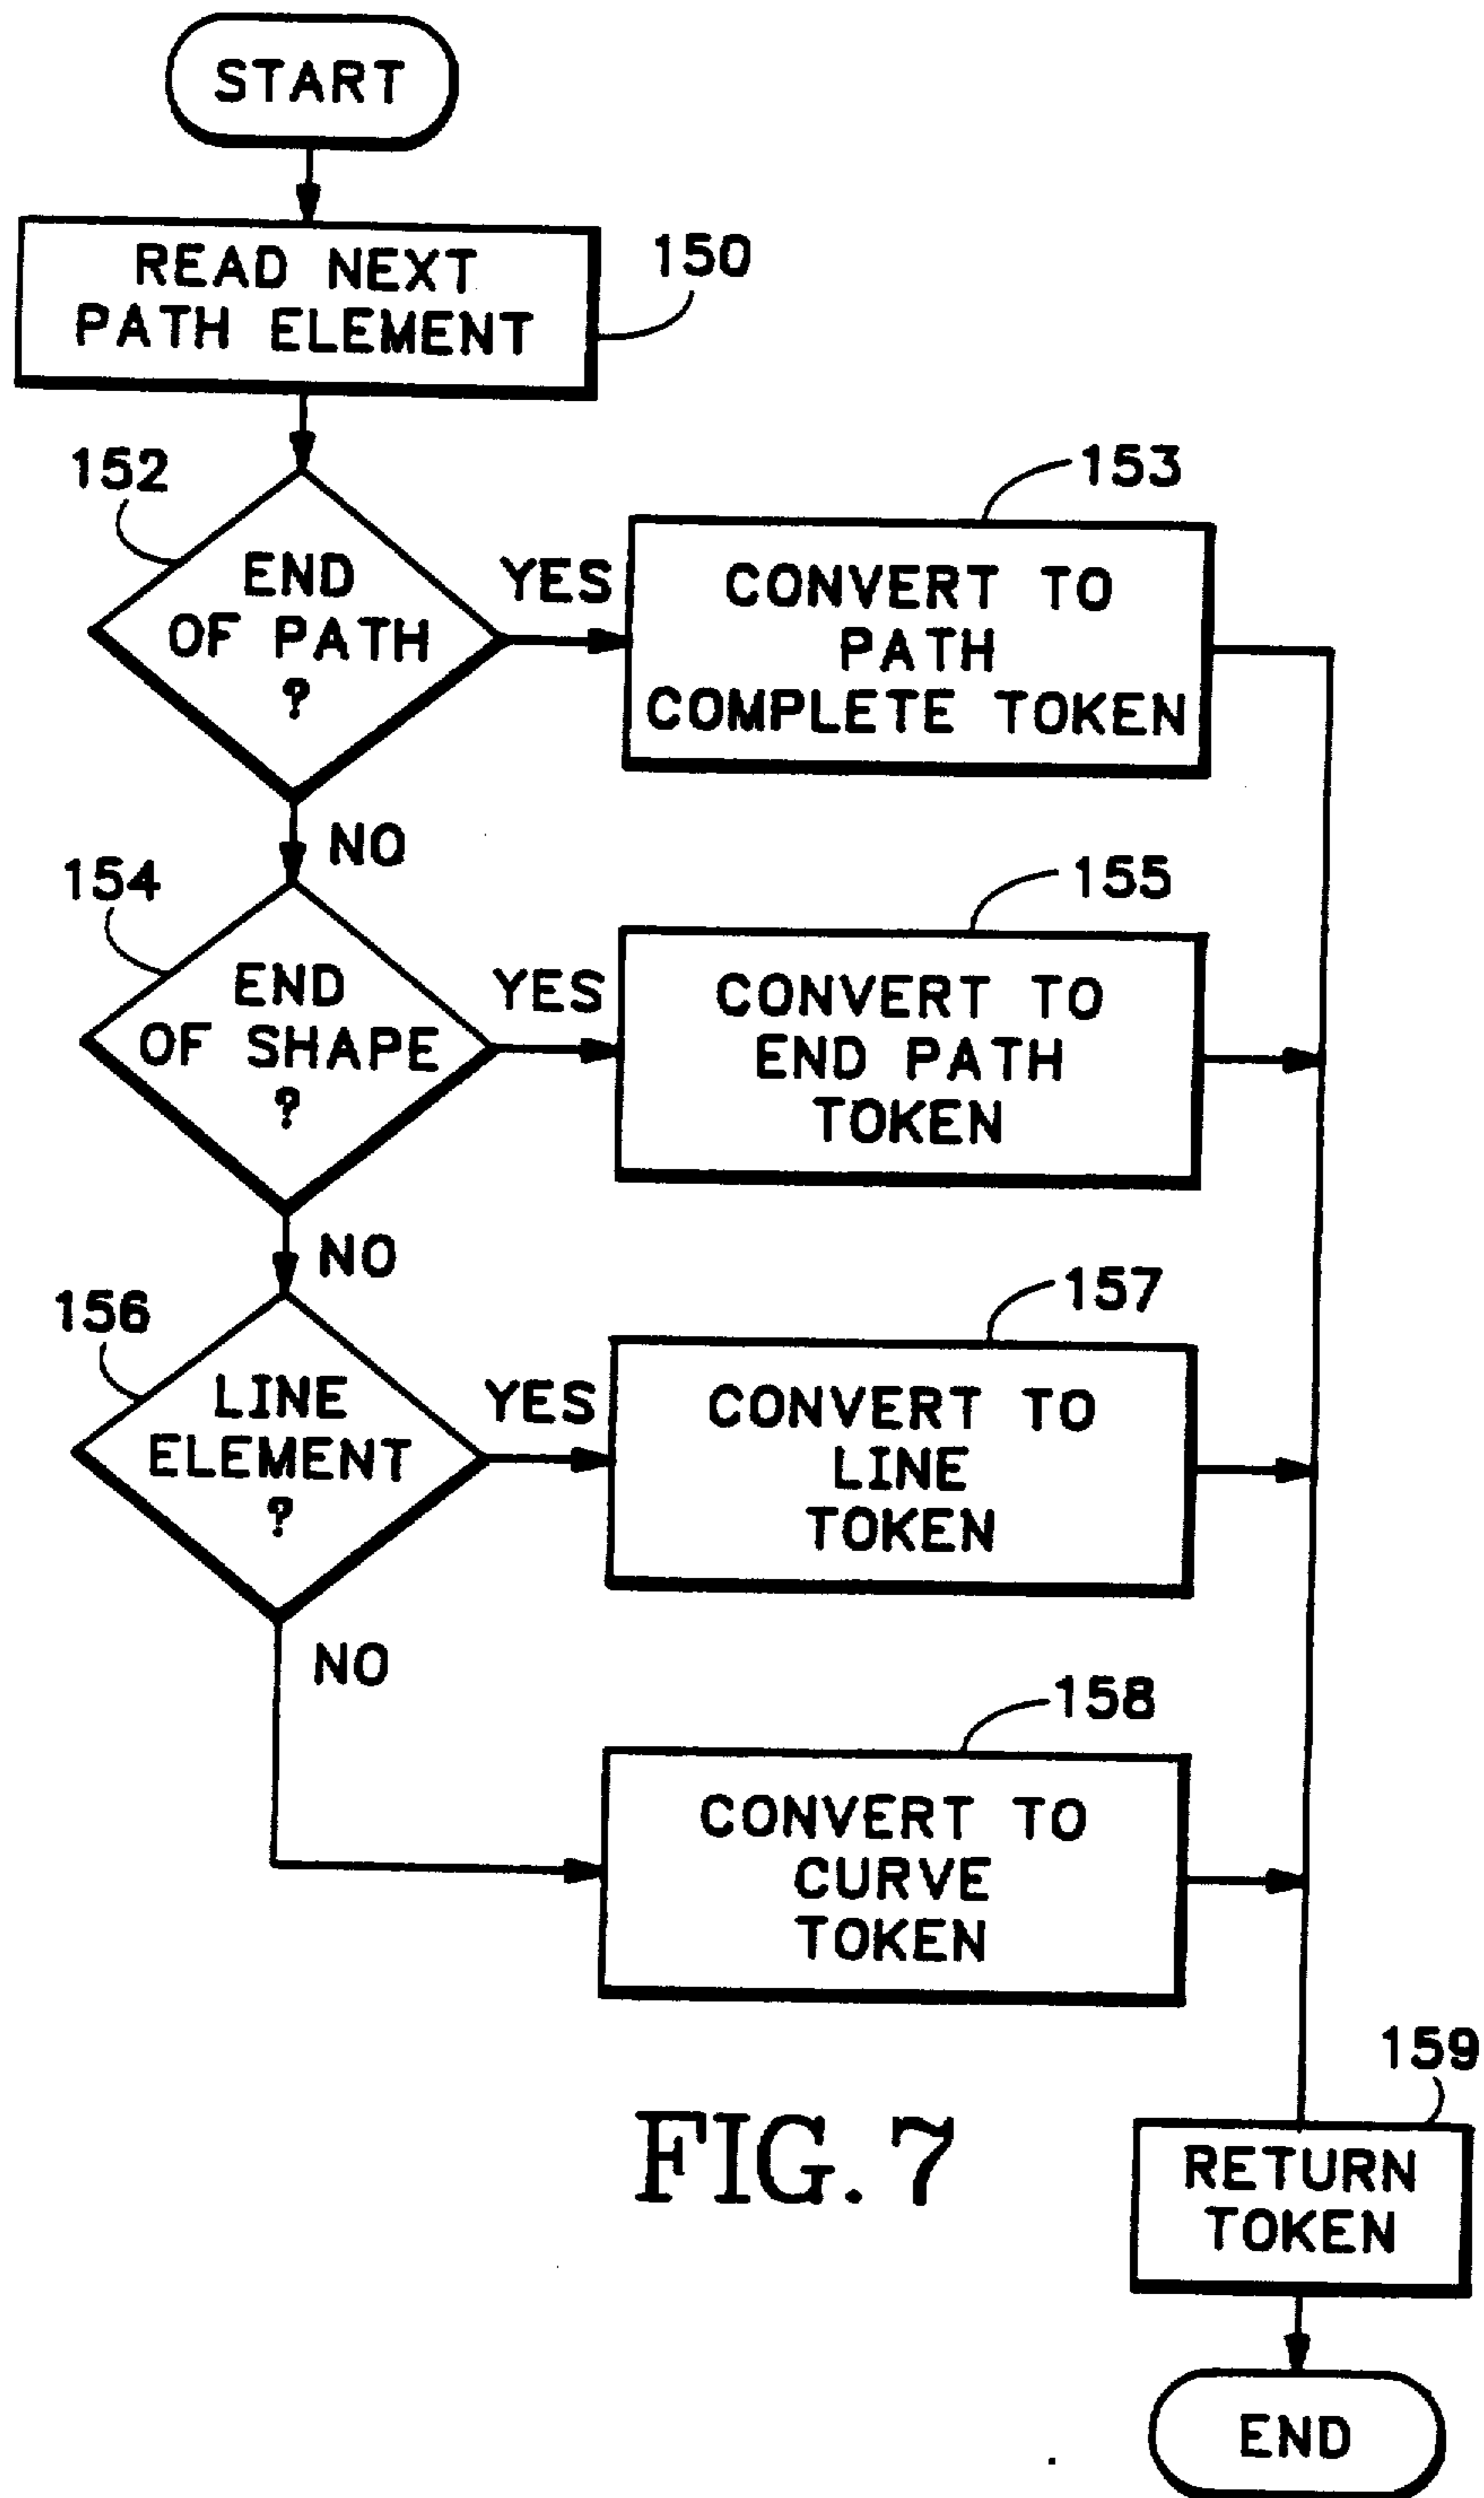 START
READ NEXT
PATH ELEMENT
150
152
END
OF PATH
?
YES
153
CONVERT TO
PATH
COMPLETE TOKEN
NO
154
END
OF SHAPE
?
YES
155
CONVERT TO
END PATH
TOKEN
NO
156
LINE
ELEMENT
?
YES
157
CONVERT TO
LINE
TOKEN
NO
158
CONVERT TO
CURVE
TOKEN
159
RETURN
TOKEN
FIG. 7
END